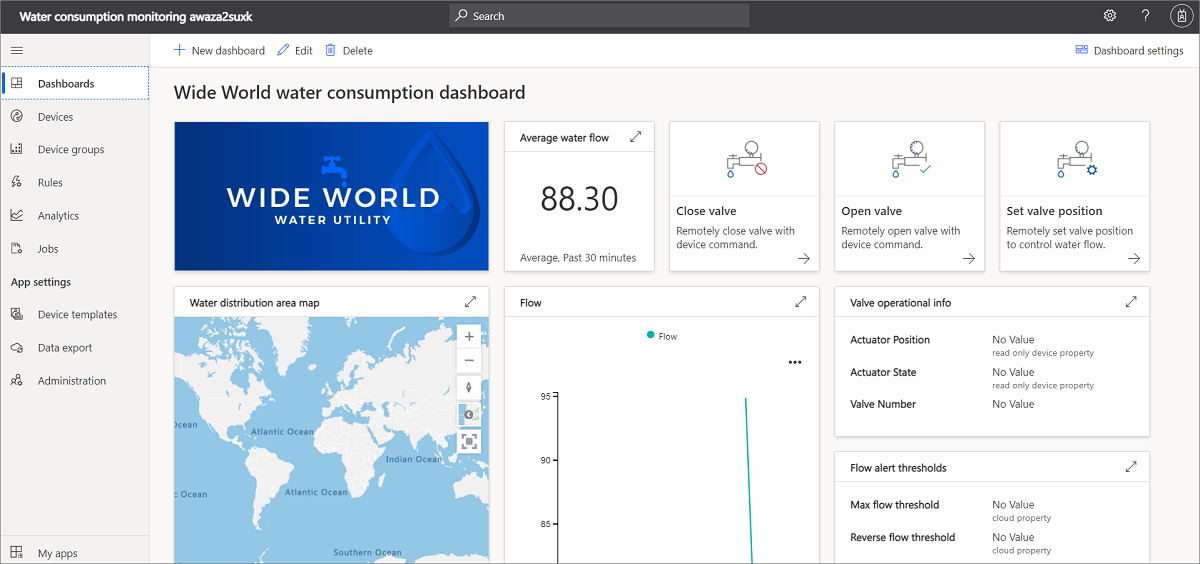 Water consumption monitoring awaza2suxk
Search
?
New dashboard
Edit
Delete
Dashboard settings
Dashboards
Devices
Device groups
Rules
Analytics
Jobs
App settings
Device templates
Data export
Administration
My apps
Wide World water consumption dashboard
WIDE WORLD
WATER UTILITY
Average water flow
88.30
Average, Past 30 minutes
Close valve
Remotely close valve with
device command.
Open valve
Remotely open valve with
device command.
Set valve position
Remotely set valve position
to control water flow.
Water distribution area map
cean
Atlantic Ocean
Indian Ocean
c Ocean
Atlantic Ocean
Southern Ocean
Flow
Flow
95
90
85
Valve operational info
Actuator Position
No Value
read only device property
Actuator State
No Value
read only device property
Valve Number
No Value
Flow alert thresholds
Max flow threshold
No Value
cloud property
Reverse flow threshold
No Value
cloud property